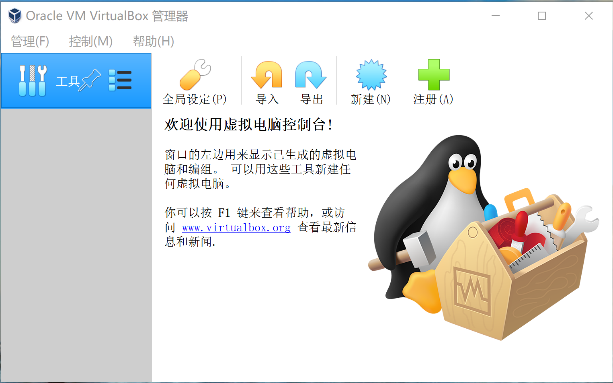 Oracle VM VirtualBox 管理器
管理(F) 控制(M) 帮助(H)
工具
全局设定(P) 导入 导出 新建(N) 注册(A)
欢迎使用虚拟电脑控制台!
窗口的左边用来显示已生成的虚拟电
脑和编组。 可以用这些工具新建任
何虚拟电脑。
你可以按 F1 键来查看帮助, 或访
问 www.virtualbox.org 查看最新信
息和新闻.